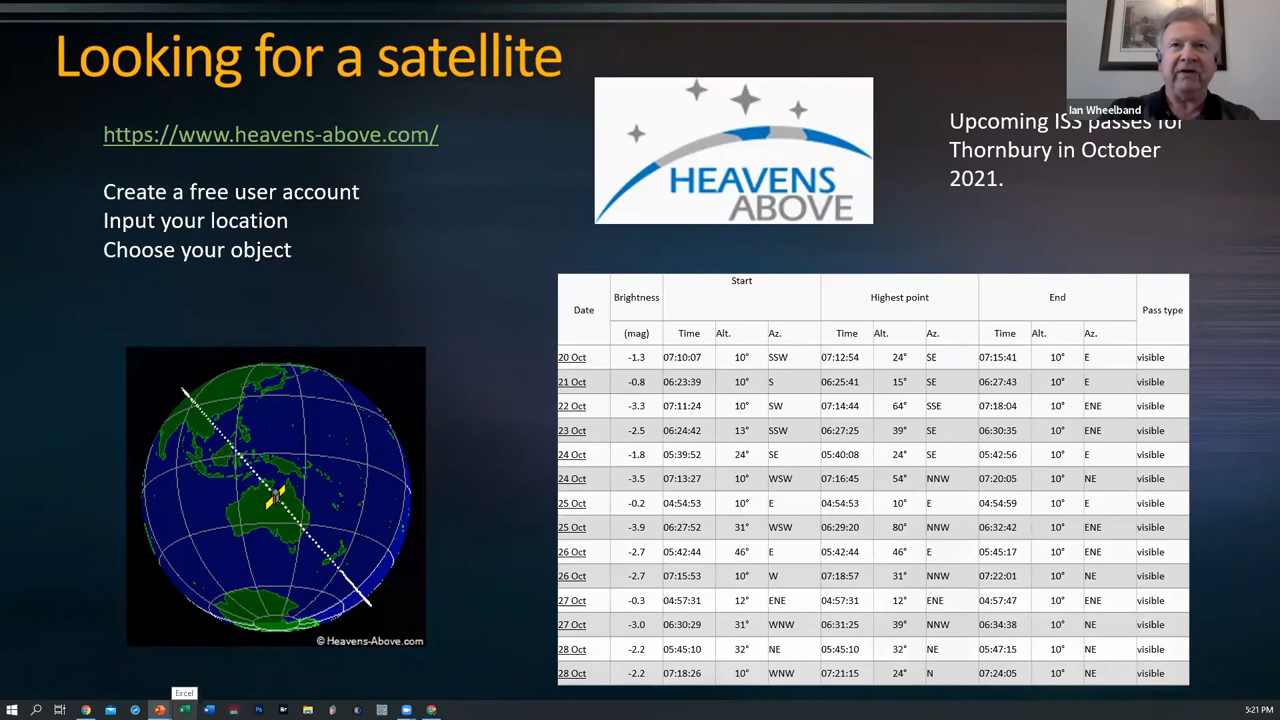 Looking for a satellite
https://www.heavens-above.com/
Create a free user account
Input your location
Choose your object
HEAVENS
ABOVE
Ian Wheelband
Upcoming ISS passes for
Thornbury in October
2021.
Date Brightness Start Highest point End Pass type
(mag) Time Alt. Az. Time Alt. Az. Time Alt. Az.
20 Oct -1.3 07:10:07 10° SSW 07:12:54 24° SE 07:15:41 10° E visible
21 Oct -0.8 06:23:39 10° S 06:25:41 15° SE 06:27:43 10° E visible
22 Oct -3.3 07:11:24 10° SW 07:14:44 64° SSE 07:18:04 10° ENE visible
23 Oct -2.5 06:24:42 13° SSW 06:27:25 39° SE 06:30:35 10° ENE visible
24 Oct -1.8 05:39:52 24° SE 05:40:08 24° SE 05:42:56 10° E visible
24 Oct -3.5 07:13:27 10° WSW 07:16:45 54° NNW 07:20:05 10° NE visible
25 Oct -0.2 04:54:53 10° E 04:54:53 10° E 04:54:59 10° E visible
25 Oct -3.9 06:27:52 31° WSW 06:29:20 80° NNW 06:32:42 10° ENE visible
26 Oct -2.7 05:42:44 46° E 05:42:44 46° E 05:45:17 10° ENE visible
26 Oct -2.7 07:15:53 10° W 07:18:57 31° NNW 07:22:01 10° NE visible
27 Oct -0.3 04:57:31 12° ENE 04:57:31 12° ENE 04:57:47 10° ENE visible
27 Oct -3.0 06:30:29 31° WNW 06:31:25 39° NNW 06:34:38 10° NE visible
28 Oct -2.2 05:45:10 32° NE 05:45:10 32° NE 05:47:15 10° NE visible
28 Oct -2.2 07:18:26 10° WNW 07:21:15 24° N 07:24:05 10° NE visible
© Heavens-Above.com
Excel
5:21 PM